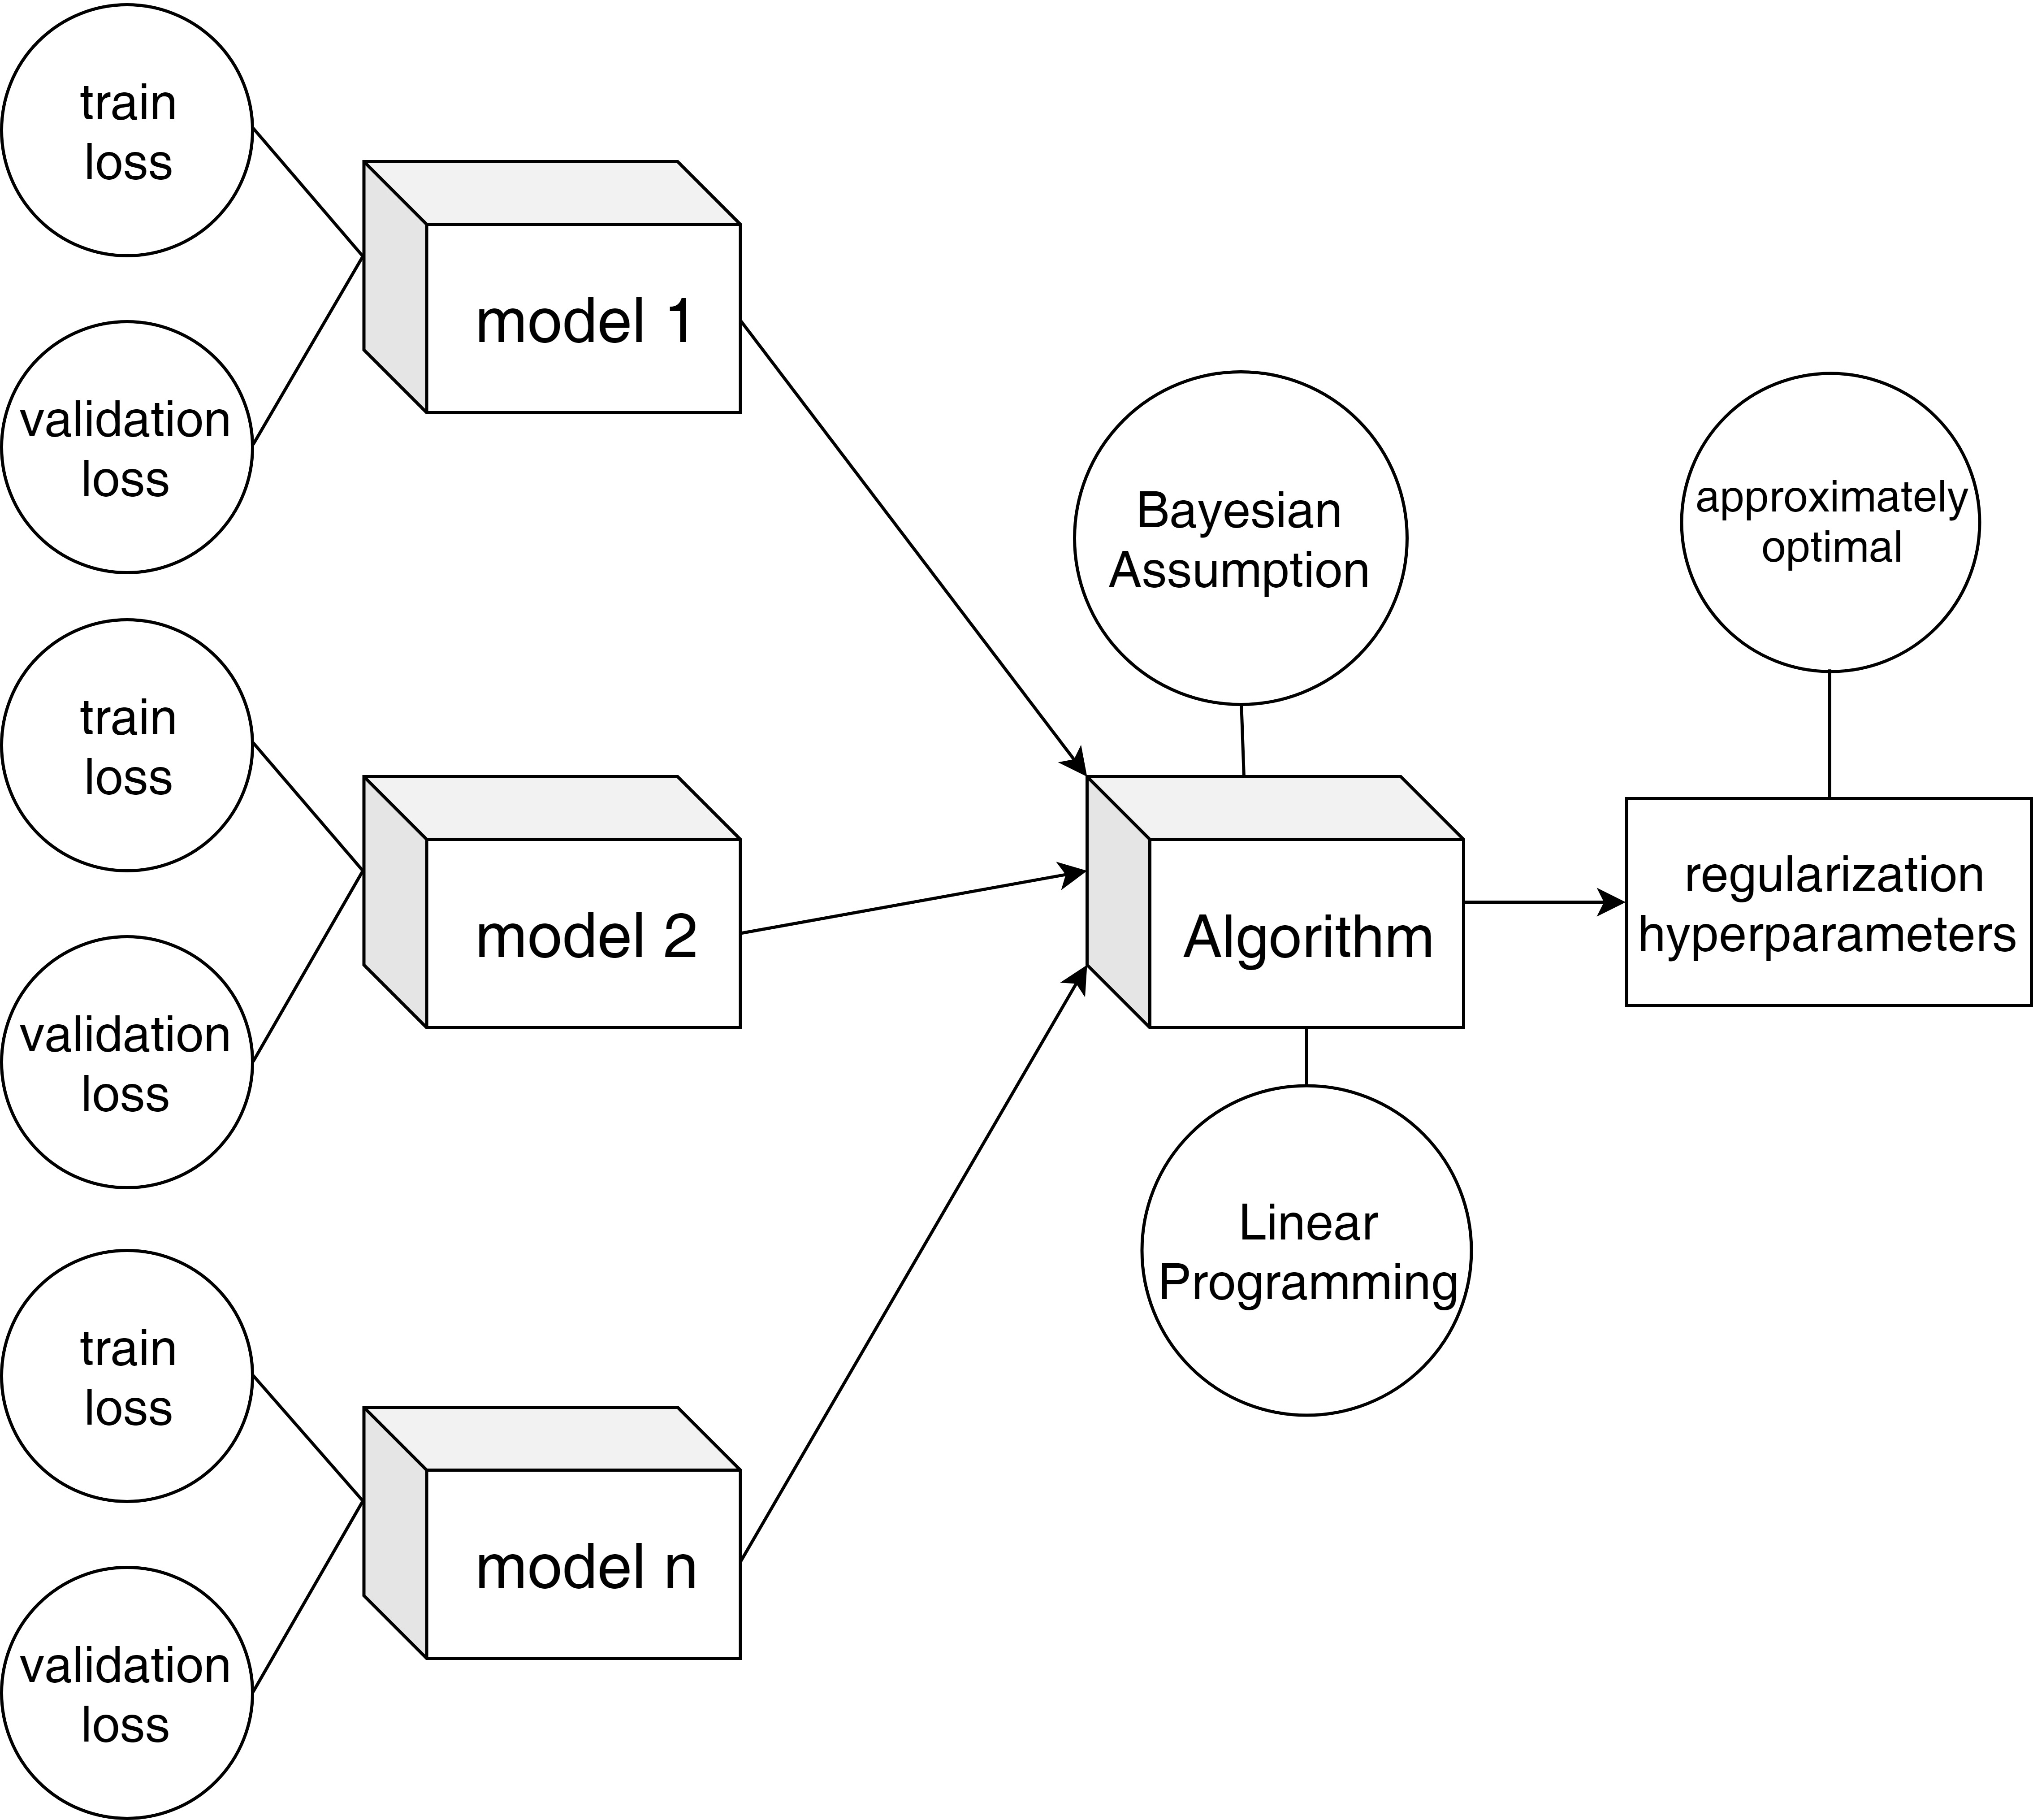 train
loss
validation
loss
model 1
train
loss
validation
loss
model 2
train
loss
validation
loss
model n
Bayesian
Assumption
Algorithm
Linear
Programming
approximately
optimal
regularization
hyperparameters